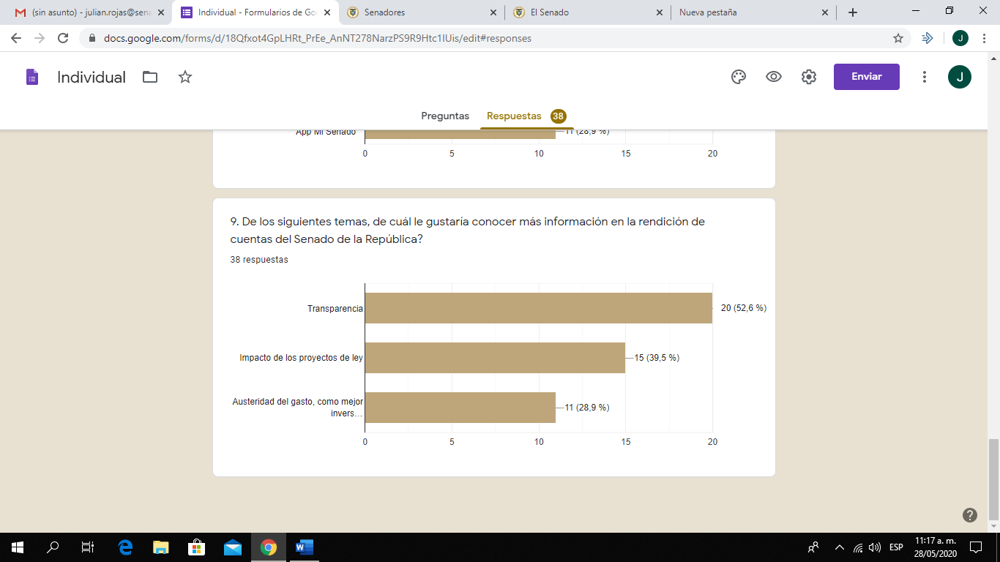 (sin asunto) - julian.rojas@sena
Individual - Formularios de Go
Senadores
El Senado
Nueva pestaña
docs.google.com/forms/d/18Qfxot4GpLHRt_PrEe_AnNT278NarzPS9R9Htc1IUis/edit#responses
J
Individual
Enviar
J
Preguntas
Respuestas
38
App Mi Senado
11 (28,9 %)
0 5 10 15 20
9. De los siguientes temas, de cuál le gustaría conocer más información en la rendición de
cuentas del Senado de la República?
38 respuestas
Transparencia
20 (52,6 %)
Impacto de los proyectos de ley
15 (39,5 %)
Austeridad del gasto, como mejor
invers…
11 (28,9 %)
0 5 10 15 20
ESP
11:17 a. m.
28/05/2020